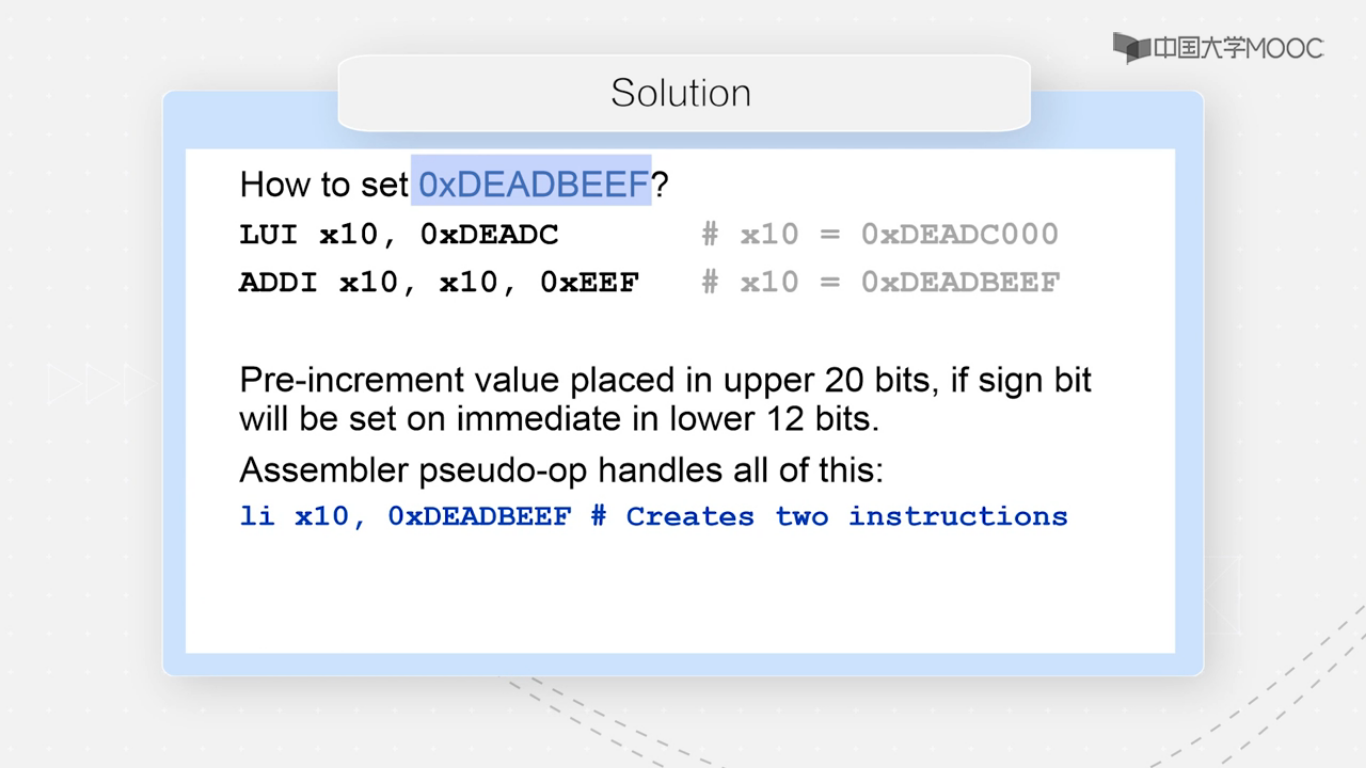 中国大学MOOC
Solution
How to set 0xDEADBEEF?
LUI x10, 0xDEADC # x10 = 0xDEADC000
ADDI x10, x10, 0xEEF # x10 = 0xDEADBEEF
Pre-increment value placed in upper 20 bits, if sign bit
will be set on immediate in lower 12 bits.
Assembler pseudo-op handles all of this:
li x10, 0xDEADBEEF # Creates two instructions